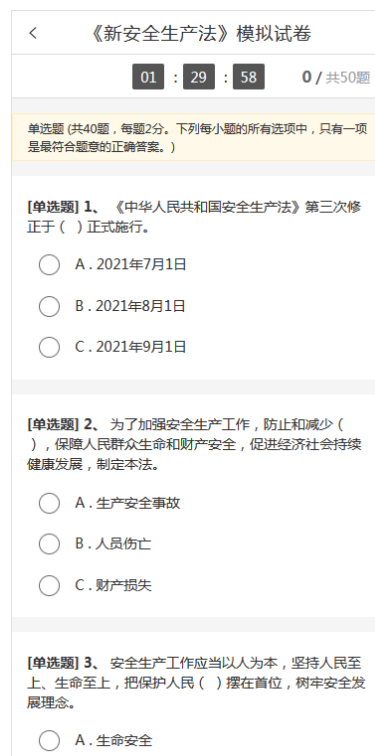 《新安全生产法》模拟试卷
01 : 29 : 58 0 / 共50题
单选题 (共40题，每题2分。下列每小题的所有选项中，只有一项
是最符合题意的正确答案。)
[单选题] 1、 《中华人民共和国安全生产法》第三次修
正于 ( ) 正式施行。
A . 2021年7月1日
B . 2021年8月1日
C . 2021年9月1日
[单选题] 2、 为了加强安全生产工作，防止和减少 (
) ，保障人民群众生命和财产安全，促进经济社会持续
健康发展，制定本法。
A . 生产安全事故
B . 人员伤亡
C . 财产损失
[单选题] 3、 安全生产工作应当以人为本，坚持人民至
上、生命至上，把保护人民 ( ) 摆在首位，树牢安全发
展理念。
A . 生命安全